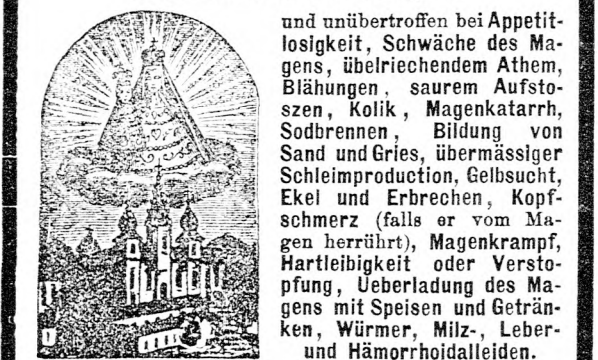 und unübertroffen bei Appetit-
losigkeit, Schwäche des Ma-
gens, übelriechendem Athem,
Blähungen, saurem Aufsto-
szen, Kolik, Magenkatarrh,
Sodbrennen, Bildung von
Sand und Gries, übermässiger
Schleimproduction, Gelbsucht,
Ekel und Erbrechen, Kopf-
schmerz (falls er vom Ma-
gen herrührt), Magenkrampf,
Hartleibigkeit oder Versto-
pfung, Ueberladung des Ma-
gens mit Speisen und Geträn-
ken, Würmer, Milz-, Leber-
und Hämorrhoidalleiden.